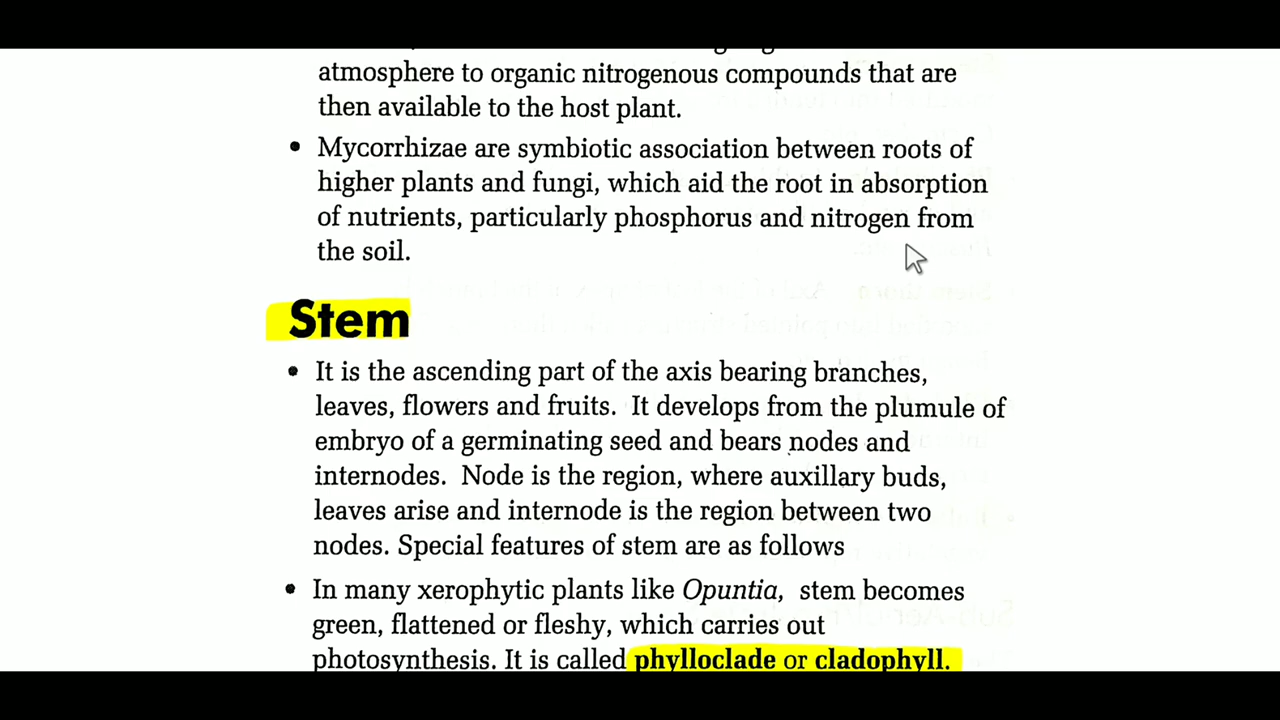 atmosphere to organic nitrogenous compounds that are
then available to the host plant.
• Mycorrhizae are symbiotic association between roots of
higher plants and fungi, which aid the root in absorption
of nutrients, particularly phosphorus and nitrogen from
the soil.
Stem
• It is the ascending part of the axis bearing branches,
leaves, flowers and fruits. It develops from the plumule of
embryo of a germinating seed and bears nodes and
internodes. Node is the region, where auxillary buds,
leaves arise and internode is the region between two
nodes. Special features of stem are as follows
• In many xerophytic plants like Opuntia, stem becomes
green, flattened or fleshy, which carries out
photosynthesis. It is called phylloclade or cladophyll.